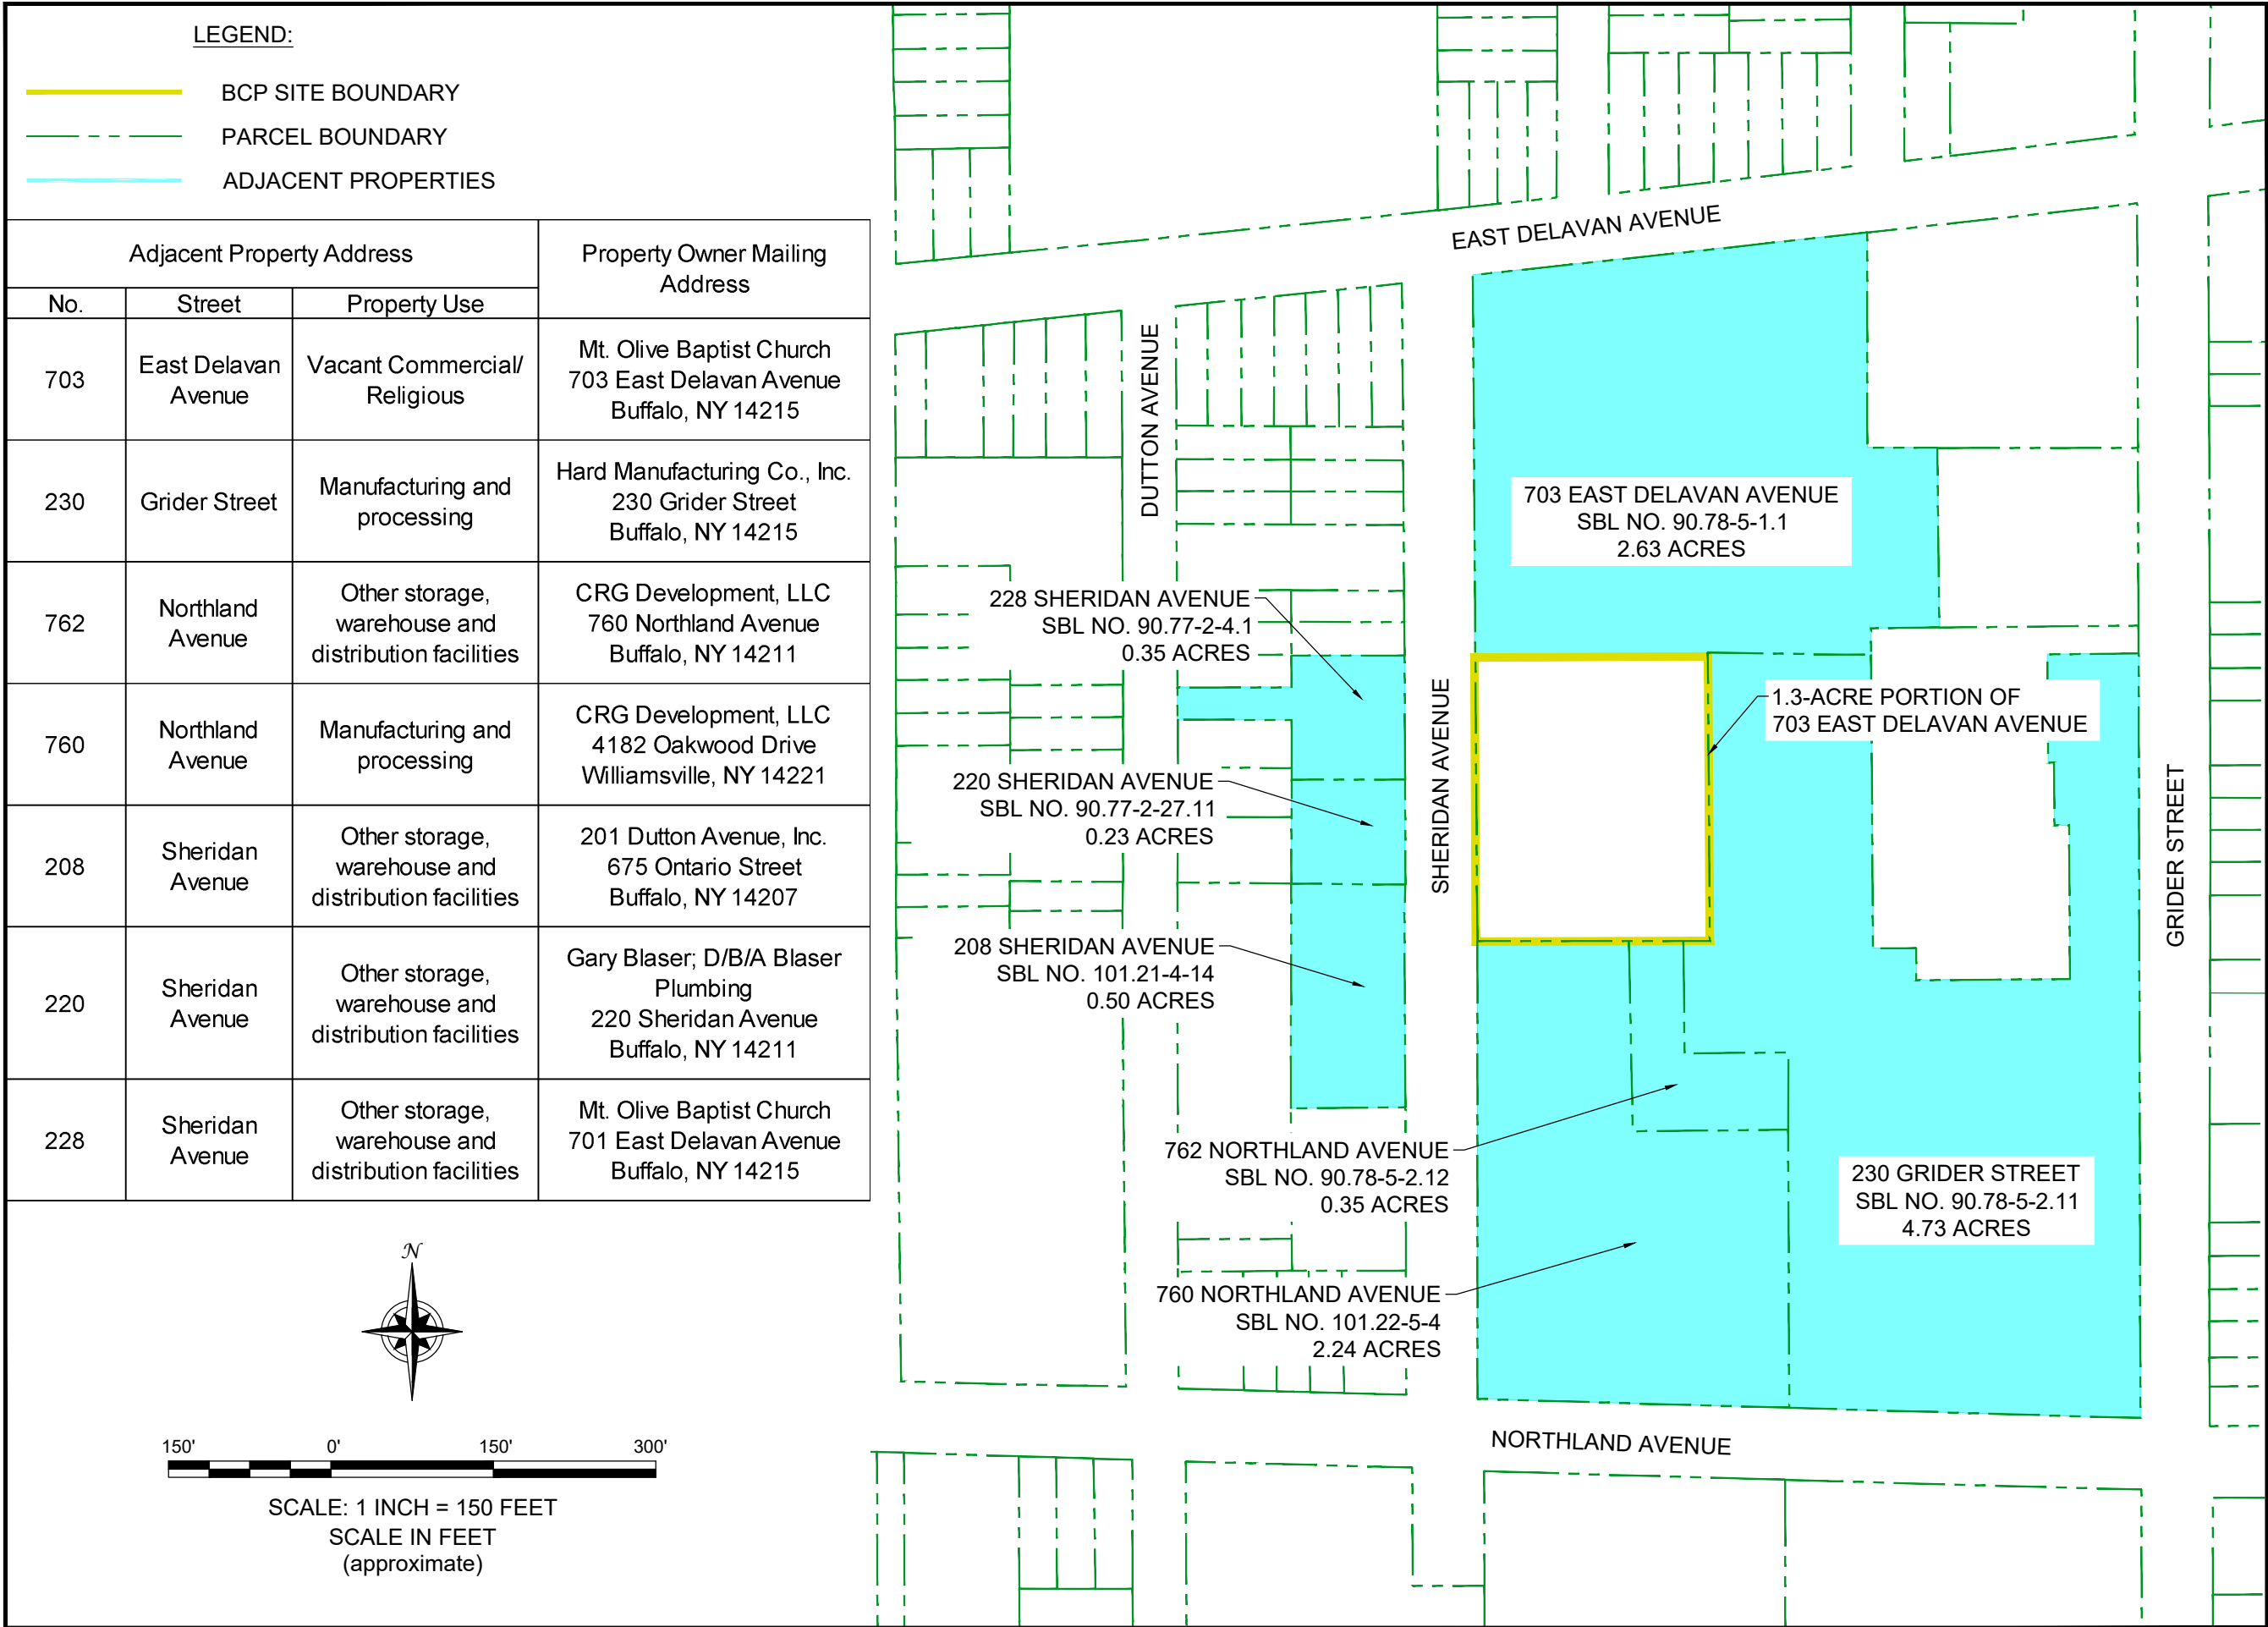 LEGEND:
BCP SITE BOUNDARY
PARCEL BOUNDARY
ADJACENT PROPERTIES
Adjacent Property Address
Property Owner Mailing
Address
No.
Street
Property Use
703
East Delavan
Avenue
Vacant Commercial/
Religious
Mt. Olive Baptist Church
703 East Delavan Avenue
Buffalo, NY 14215
230
Grider Street
Manufacturing and
processing
Hard Manufacturing Co., Inc.
230 Grider Street
Buffalo, NY 14215
762
Northland
Avenue
Other storage,
warehouse and
distribution facilities
CRG Development, LLC
760 Northland Avenue
Buffalo, NY 14211
760
Northland
Avenue
Manufacturing and
processing
CRG Development, LLC
4182 Oakwood Drive
Williamsville, NY 14221
208
Sheridan
Avenue
Other storage,
warehouse and
distribution facilities
201 Dutton Avenue, Inc.
675 Ontario Street
Buffalo, NY 14207
220
Sheridan
Avenue
Other storage,
warehouse and
distribution facilities
Gary Blaser; D/B/A Blaser
Plumbing
220 Sheridan Avenue
Buffalo, NY 14211
228
Sheridan
Avenue
Other storage,
warehouse and
distribution facilities
Mt. Olive Baptist Church
701 East Delavan Avenue
Buffalo, NY 14215
N
150' 0' 150' 300'
SCALE: 1 INCH = 150 FEET
SCALE IN FEET
(approximate)
EAST DELAVAN AVENUE
DUTTON AVENUE
703 EAST DELAVAN AVENUE
SBL NO. 90.78-5-1.1
2.63 ACRES
228 SHERIDAN AVENUE
SBL NO. 90.77-2-4.1
0.35 ACRES
SHERIDAN AVENUE
1.3-ACRE PORTION OF
703 EAST DELAVAN AVENUE
220 SHERIDAN AVENUE
SBL NO. 90.77-2-27.11
0.23 ACRES
GRIDER STREET
208 SHERIDAN AVENUE
SBL NO. 101.21-4-14
0.50 ACRES
762 NORTHLAND AVENUE
SBL NO. 90.78-5-2.12
0.35 ACRES
230 GRIDER STREET
SBL NO. 90.78-5-2.11
4.73 ACRES
760 NORTHLAND AVENUE
SBL NO. 101.22-5-4
2.24 ACRES
NORTHLAND AVENUE